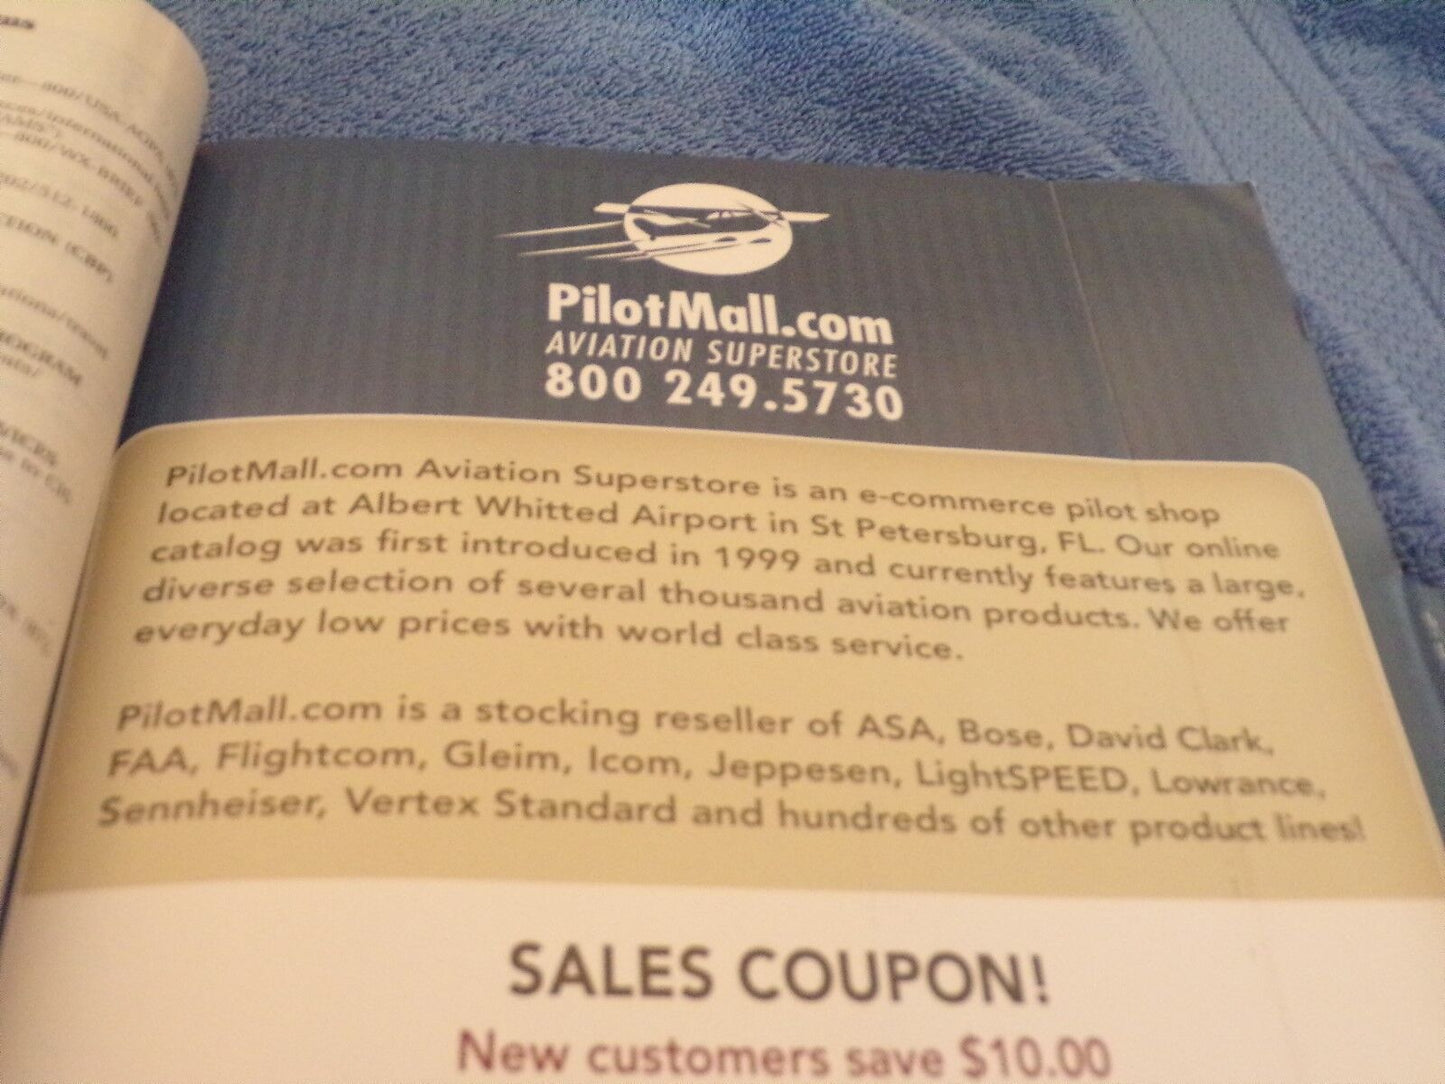 PilotMall.com
AVIATION SUPERSTORE
800 249.5730
PilotMall.com Aviation Superstore is an e-commerce pilot shop
located at Albert Whitted Airport in St Petersburg, FL. Our online
catalog was first introduced in 1999 and currently features a large,
diverse selection of several thousand aviation products. We offer
everyday low prices with world class service.
PilotMall.com is a stocking reseller of ASA, Bose, David Clark,
FAA, Flightcom, Gleim, Icom, Jeppesen, LightSPEED, Lowrance,
Sennheiser, Vertex Standard and hundreds of other product lines!
SALES COUPON!
New customers save $10.00